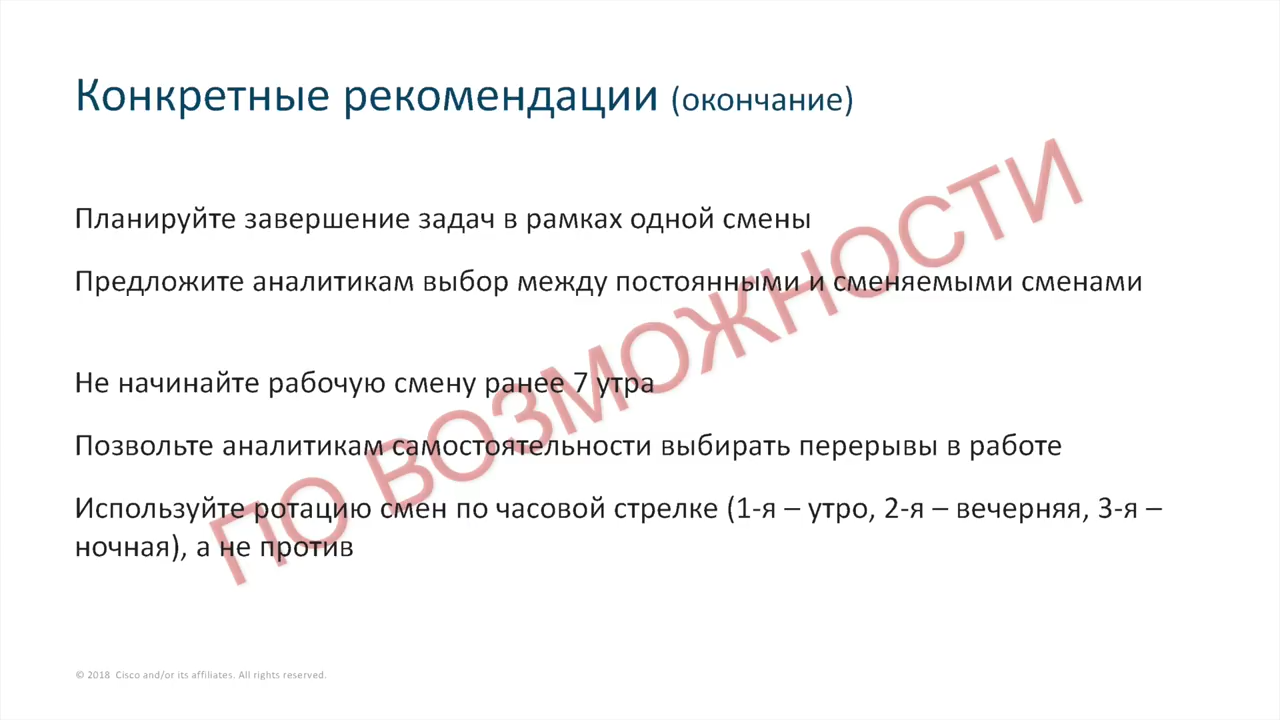 Конкретные рекомендации (окончание)
Планируйте завершение задач в рамках одной смены
Предложите аналитикам выбор между постоянными и сменяемыми сменами
Не начинайте рабочую смену ранее 7 утра
Позвольте аналитикам самостоятельности выбирать перерывы в работе
Используйте ротацию смен по часовой стрелке (1-я – утро, 2-я – вечерняя, 3-я –
ночная), а не против
ПО ВОЗМОЖНОСТИ
© 2018 Cisco and/or its affiliates. All rights reserved.